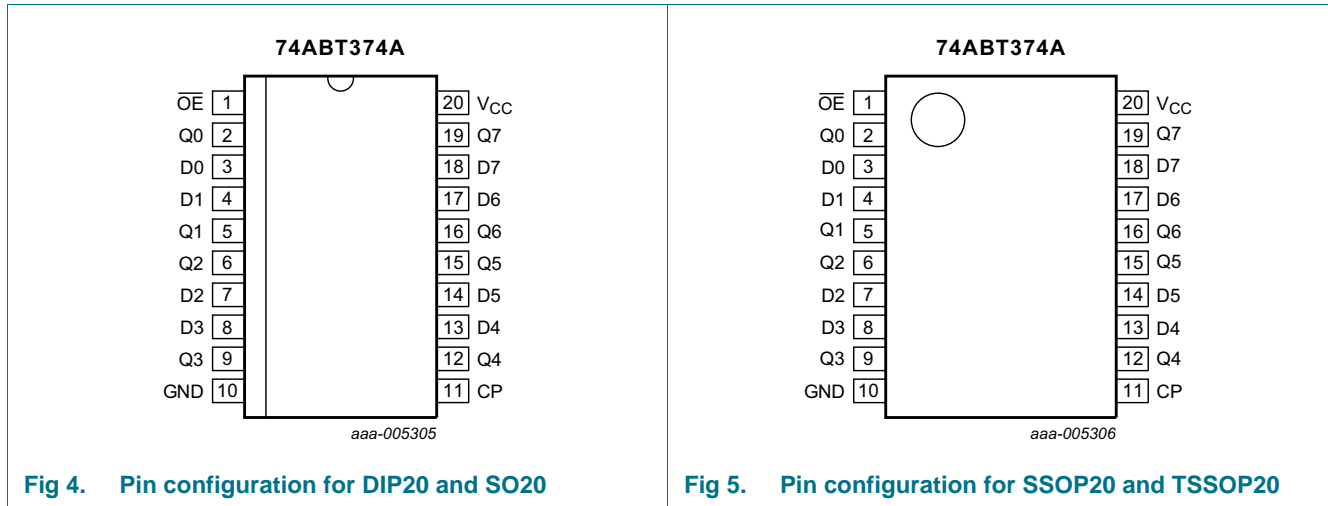 74ABT374A
OE 1 20 VCC
Q0 2 19 Q7
D0 3 18 D7
D1 4 17 D6
Q1 5 16 Q6
Q2 6 15 Q5
D2 7 14 D5
D3 8 13 D4
Q3 9 12 Q4
GND 10 11 CP
aaa-005305
Fig 4. Pin configuration for DIP20 and SO20
74ABT374A
OE 1 20 VCC
Q0 2 19 Q7
D0 3 18 D7
D1 4 17 D6
Q1 5 16 Q6
Q2 6 15 Q5
D2 7 14 D5
D3 8 13 D4
Q3 9 12 Q4
GND 10 11 CP
aaa-005306
Fig 5. Pin configuration for SSOP20 and TSSOP20